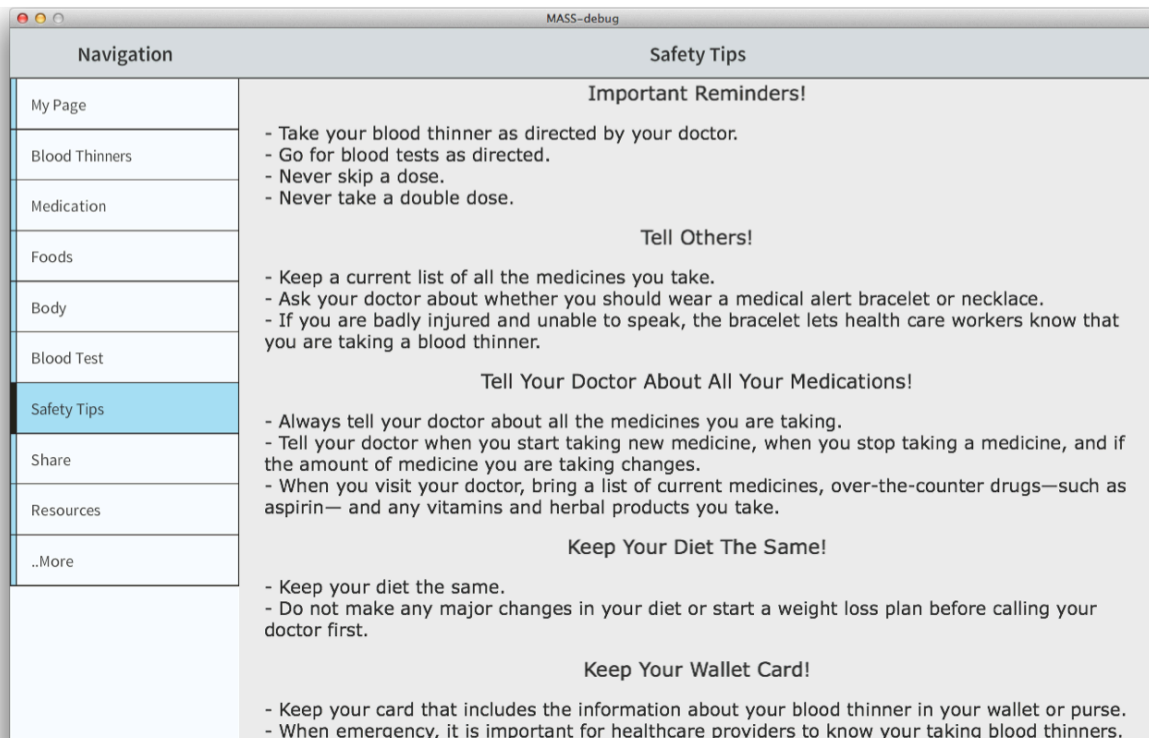 MASS-debug
Navigation
Safety Tips
My Page
Blood Thinners
Medication
Foods
Body
Blood Test
Safety Tips
Share
Resources
..More
Important Reminders!
- Take your blood thinner as directed by your doctor.
- Go for blood tests as directed.
- Never skip a dose.
- Never take a double dose.
Tell Others!
- Keep a current list of all the medicines you take.
- Ask your doctor about whether you should wear a medical alert bracelet or necklace.
- If you are badly injured and unable to speak, the bracelet lets health care workers know that
you are taking a blood thinner.
Tell Your Doctor About All Your Medications!
- Always tell your doctor about all the medicines you are taking.
- Tell your doctor when you start taking new medicine, when you stop taking a medicine, and if
the amount of medicine you are taking changes.
- When you visit your doctor, bring a list of current medicines, over-the-counter drugs—such as
aspirin— and any vitamins and herbal products you take.
Keep Your Diet The Same!
- Keep your diet the same.
- Do not make any major changes in your diet or start a weight loss plan before calling your
doctor first.
Keep Your Wallet Card!
- Keep your card that includes the information about your blood thinner in your wallet or purse.
- When emergency, it is important for healthcare providers to know your taking blood thinners.